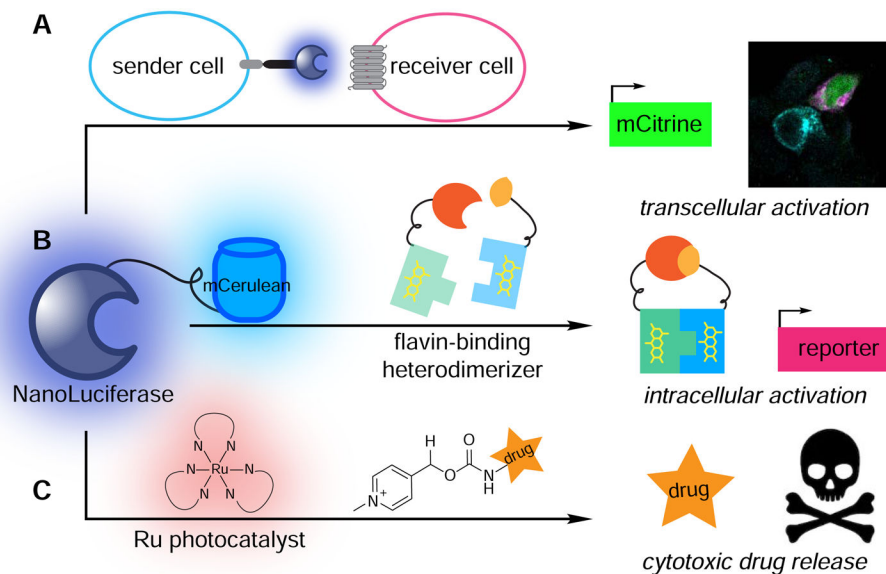 A
sender cell
receiver cell
mCitrine
transcellular activation
B
mCerulean
NanoLuciferase
flavin-binding
heterodimerizer
reporter
intracellular activation
C
N
N
N
Ru
N
N
N
Ru photocatalyst
H
O
O
N
H
N
+
drug
drug
cytotoxic drug release